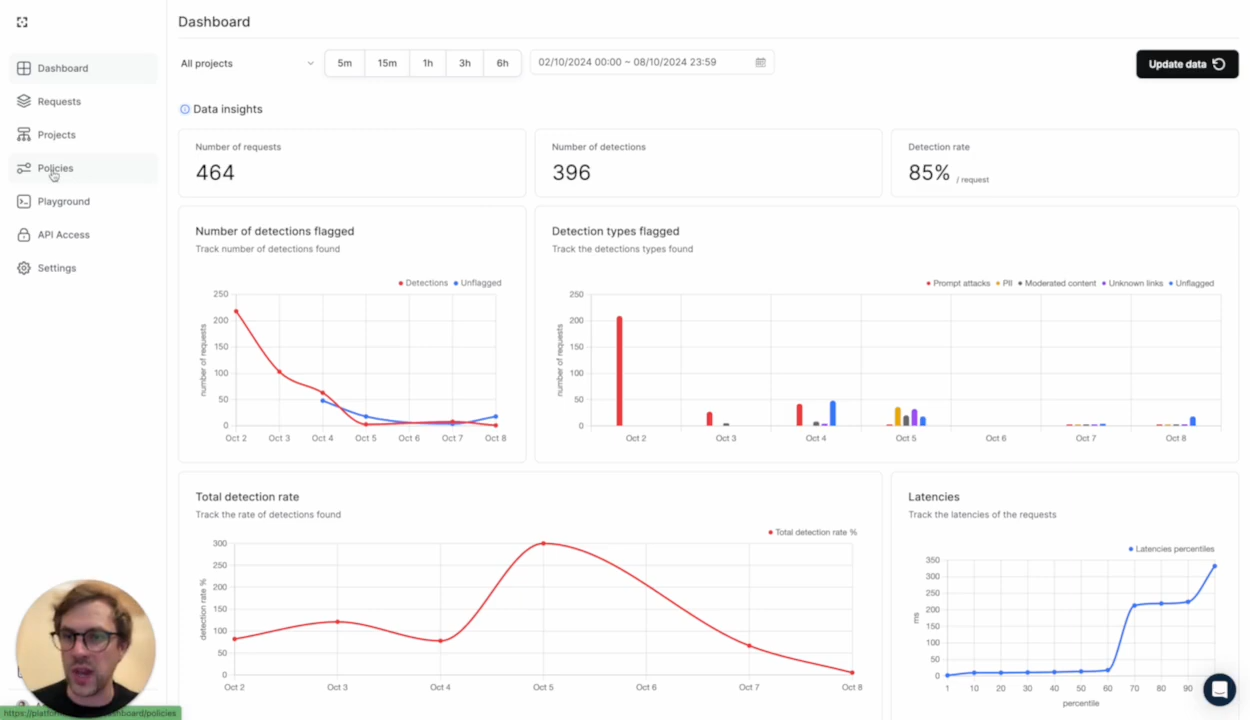 Dashboard
Dashboard
Requests
Projects
Policies
Playground
API Access
Settings
All projects
5m
15m
1h
3h
6h
02/10/2024 00:00 ~ 08/10/2024 23:59
Update data
Data insights
Number of requests
464
Number of detections
396
Detection rate
85% / request
Number of detections flagged
Track number of detections found
Detections
Unflagged
number of requests
250
200
150
100
50
0
Oct 2
Oct 3
Oct 4
Oct 5
Oct 6
Oct 7
Oct 8
Detection types flagged
Track the detections types found
Prompt attacks
PII
Moderated content
Unknown links
Unflagged
number of requests
250
200
150
100
50
0
Oct 2
Oct 3
Oct 4
Oct 5
Oct 6
Oct 7
Oct 8
Total detection rate
Track the rate of detections found
Total detection rate %
detection rate %
300
250
200
150
100
50
0
Oct 2
Oct 3
Oct 4
Oct 5
Oct 6
Oct 7
Oct 8
Latencies
Track the latencies of the requests
Latencies percentiles
ms
350
300
250
200
150
100
50
0
1
10
20
30
40
50
60
70
80
90
percentile